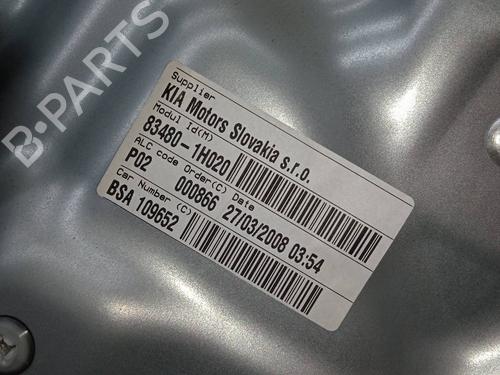 B-PARTS
Supplier
KIA Motors Slovakia s.r.o.
Modul Id(M)
83480-1H020
ALC code Order(C) Date
P02 000866 27/03/2008 03:54
Car Number (C)
BSA 109652